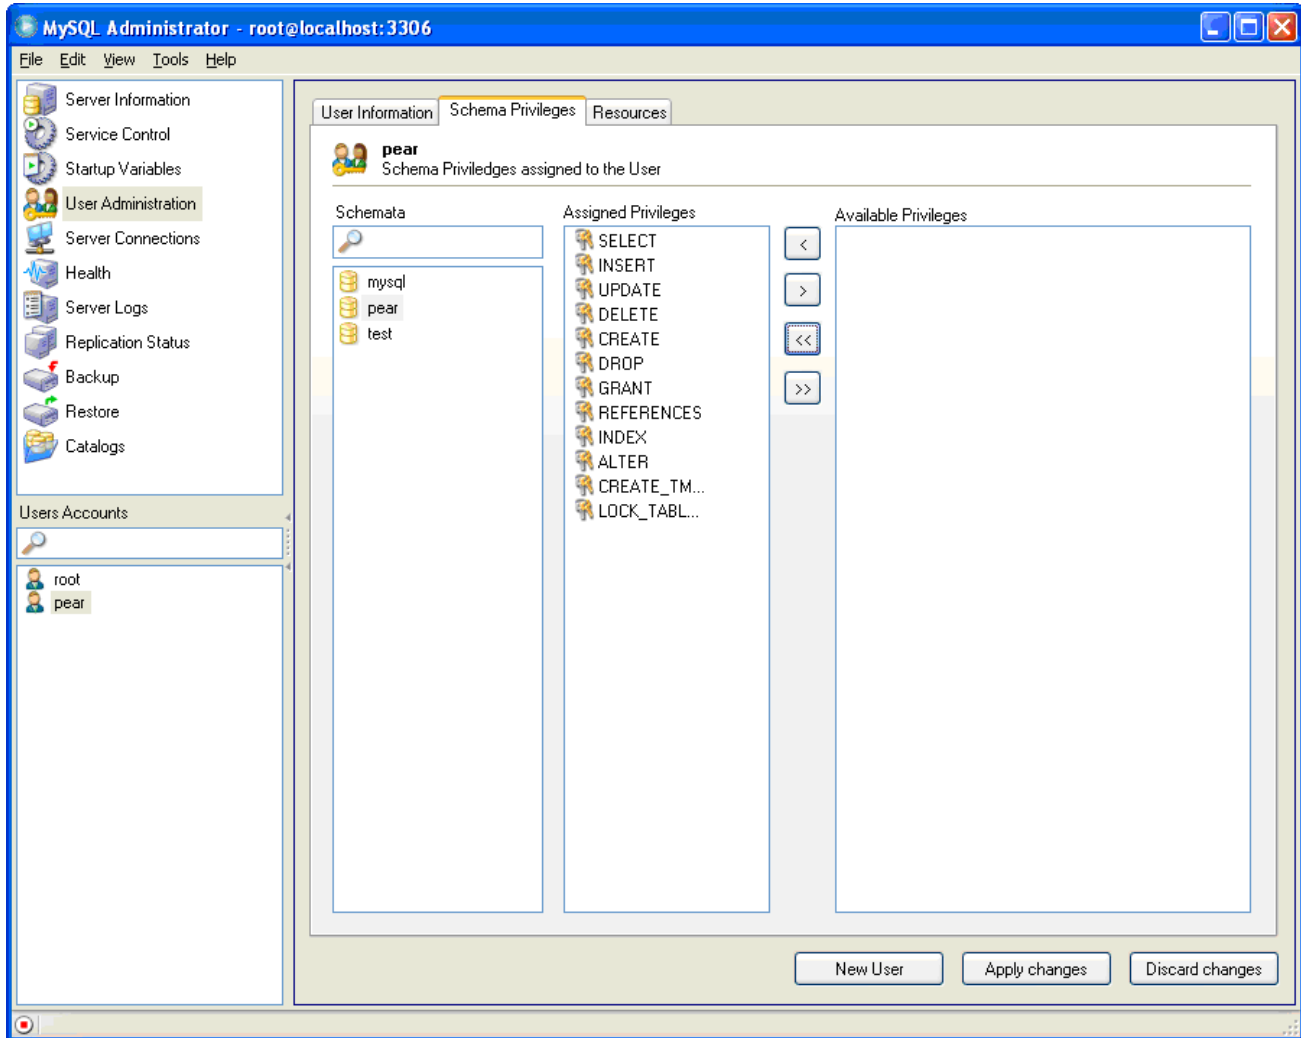 MySQL Administrator - root@localhost:3306
File Edit View Tools Help
Server Information
Service Control
Startup Variables
User Administration
Server Connections
Health
Server Logs
Replication Status
Backup
Restore
Catalogs
Users Accounts
root
pear
User Information Schema Privileges Resources
pear
Schema Priviledges assigned to the User
Schemata
mysql
pear
test
Assigned Privileges
SELECT
INSERT
UPDATE
DELETE
CREATE
DROP
GRANT
REFERENCES
INDEX
ALTER
CREATE_TM...
LOCK_TABL...
<
>
<<
>>
Available Privileges
New User Apply changes Discard changes